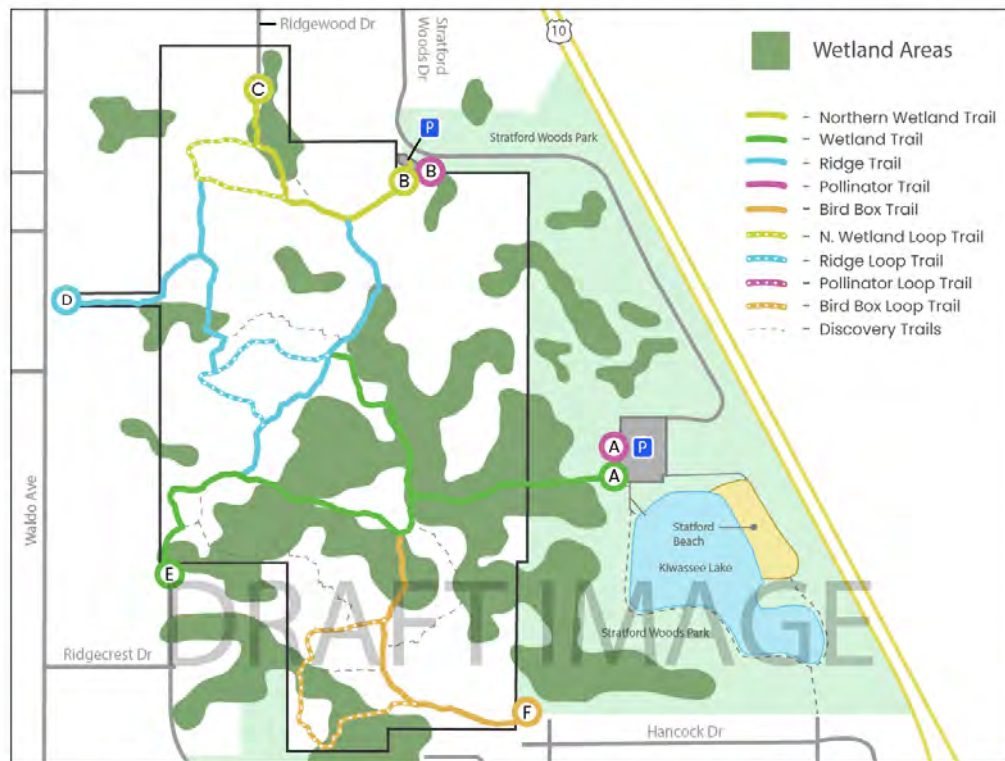 Ridgewood Dr
Stratford
Woods Dr
10
Wetland Areas
C
P
Stratford Woods Park
B
B
- Northern Wetland Trail
- Wetland Trail
- Ridge Trail
- Pollinator Trail
- Bird Box Trail
- N. Wetland Loop Trail
- Ridge Loop Trail
- Pollinator Loop Trail
- Bird Box Loop Trail
- Discovery Trails
D
A
P
A
Waldo Ave
Statford
Beach
Kiwassee Lake
E
DRAFT IMAGE
Stratford Woods Park
Ridgecrest Dr
F
Hancock Dr